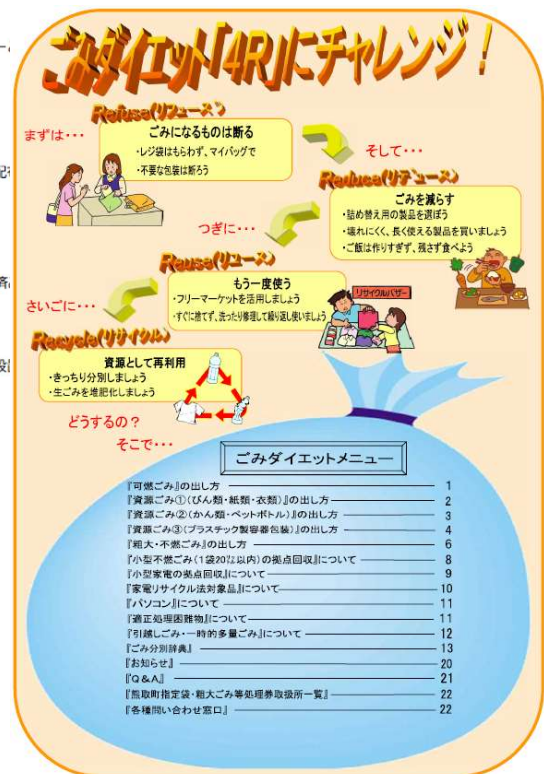 ごみダイエット「4R」にチャレンジ！
Refuse(リフューズ)
まずは・・・
ごみになるものは断る
・レジ袋はもらわず、マイバッグで
・不要な包装は断ろう
そして・・・
Reduce(リデュース)
ごみを減らす
・詰め替え用の製品を選ぼう
・壊れにくく、長く使える製品を買いましょう
・ご飯は作りすぎず、残さず食べよう
つぎに・・・
Reuse(リユース)
もう一度使う
・フリーマーケットを活用しましょう
・すぐに捨てず、洗ったり修理して繰り返し使いましょう
リサイクルバザー
さいごに・・・
Recycle(リサイクル)
資源として再利用
・きっちり分別しましょう
・生ごみを堆肥化しましょう
どうするの？
そこで・・・
ごみダイエットメニュー
『可燃ごみ』の出し方 1
『資源ごみ①(びん類・紙類・衣類)』の出し方 2
『資源ごみ②(かん類・ペットボトル)』の出し方 3
『資源ごみ③(プラスチック製容器包装)』の出し方 4
『粗大・不燃ごみ』の出し方 6
『小型不燃ごみ(1袋20㍑以内)の拠点回収』について 8
『小型家電の拠点回収』について 9
『家電リサイクル法対象品』について 10
『パソコン』について 11
『適正処理困難物』について 11
『引越しごみ・一時的多量ごみ』について 12
『ごみ分別辞典』 13
『お知らせ』 20
『Q&A』 21
『熊取町指定袋・粗大ごみ等処理券取扱所一覧』 22
『各種問い合わせ窓口』 22